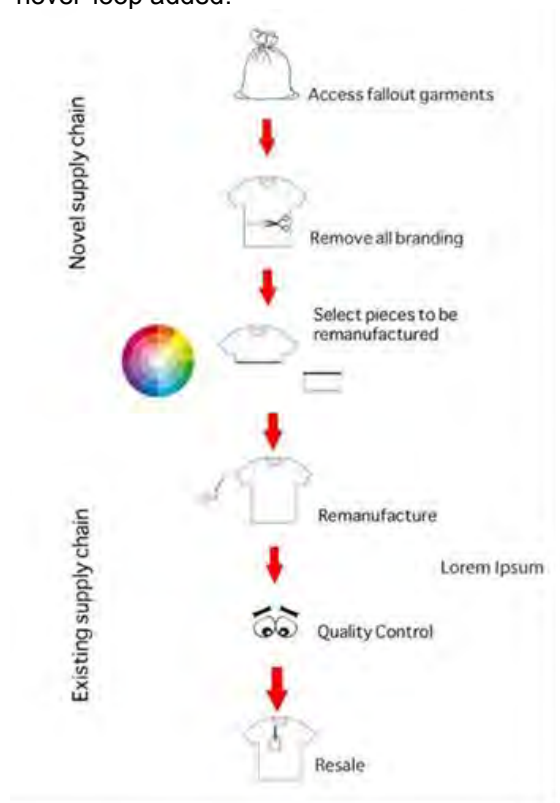 Access fallout garments
Novel supply chain
Remove all branding
Select pieces to be
remanufactured
Remanufacture
Lorem Ipsum
Existing supply chain
Quality Control
Resale